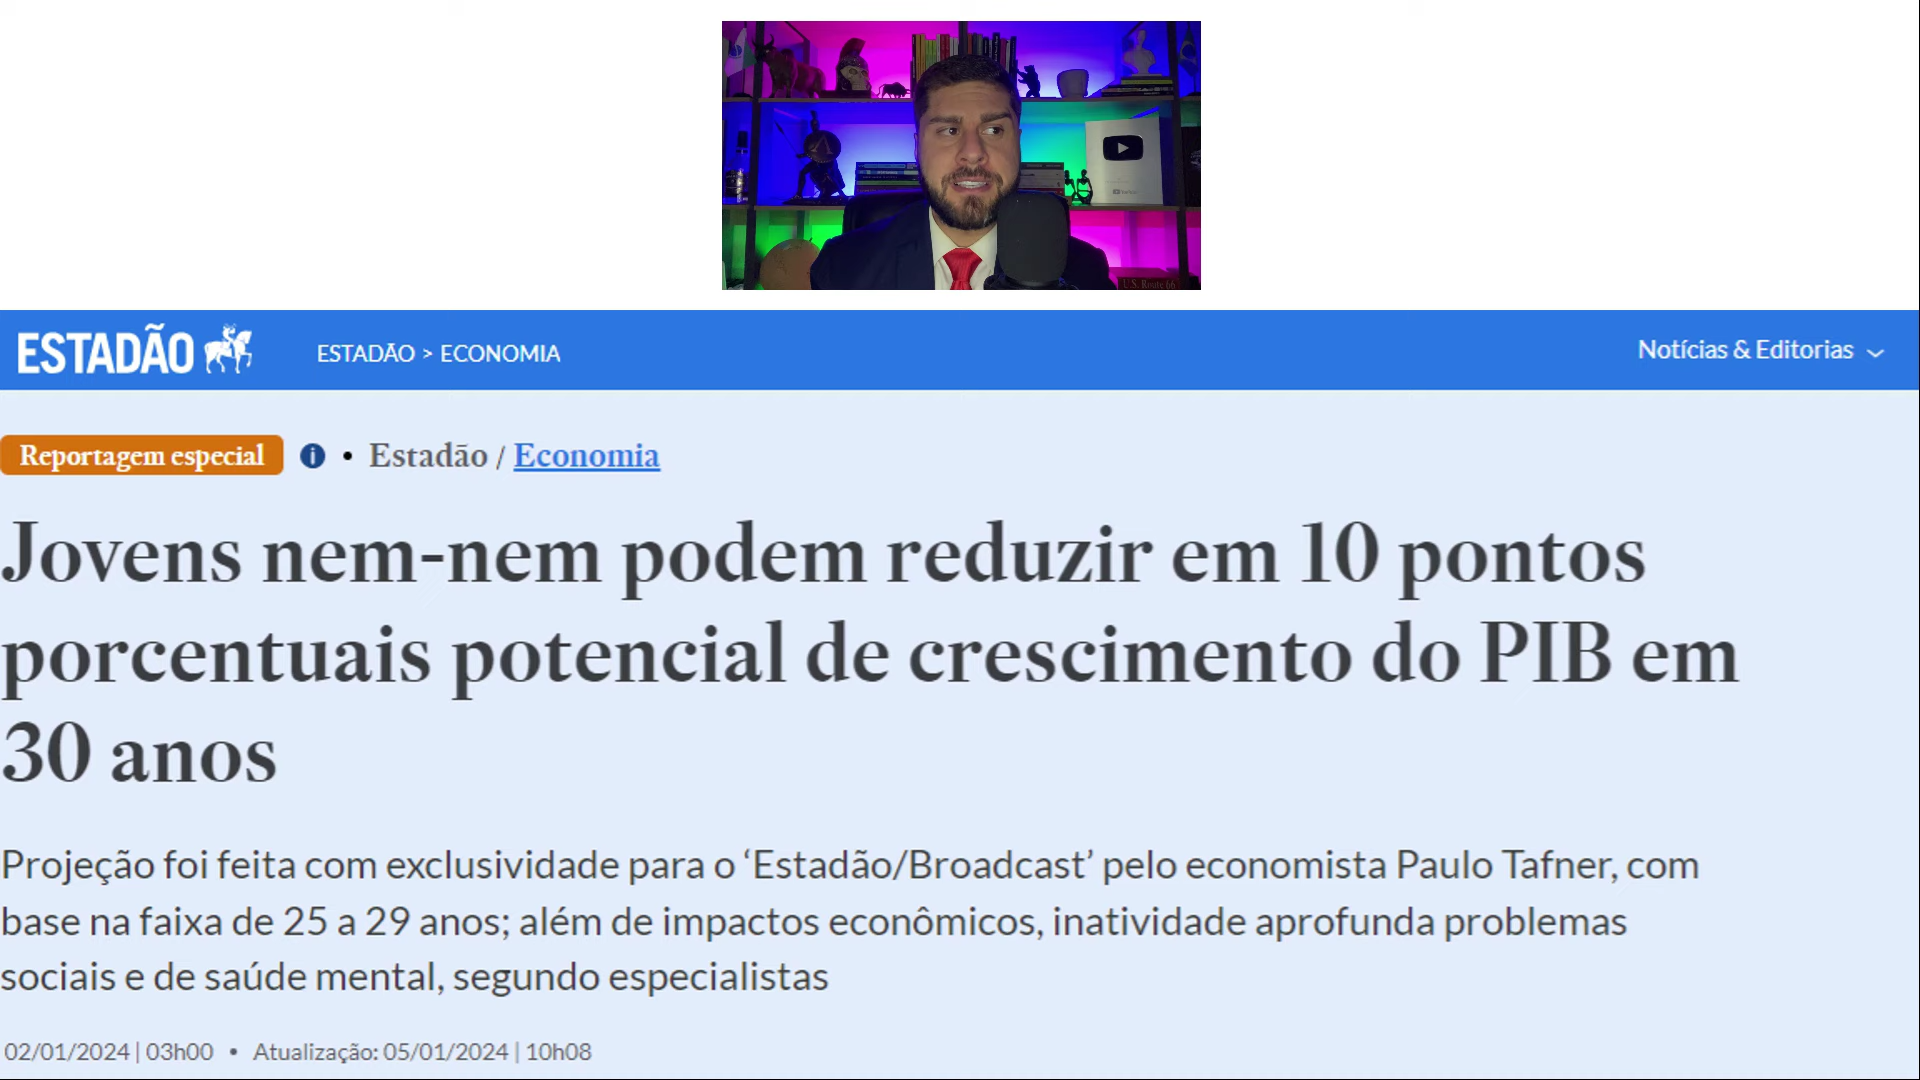 U.S. Route 66
ESTADÃO
ESTADÃO > ECONOMIA
Notícias & Editorias
Reportagem especial
i • Estadão / Economia
Jovens nem-nem podem reduzir em 10 pontos
porcentuais potencial de crescimento do PIB em
30 anos
Projeção foi feita com exclusividade para o ‘Estadão/Broadcast’ pelo economista Paulo Tafner, com
base na faixa de 25 a 29 anos; além de impactos econômicos, inatividade aprofunda problemas
sociais e de saúde mental, segundo especialistas
02/01/2024 | 03h00 • Atualização: 05/01/2024 | 10h08